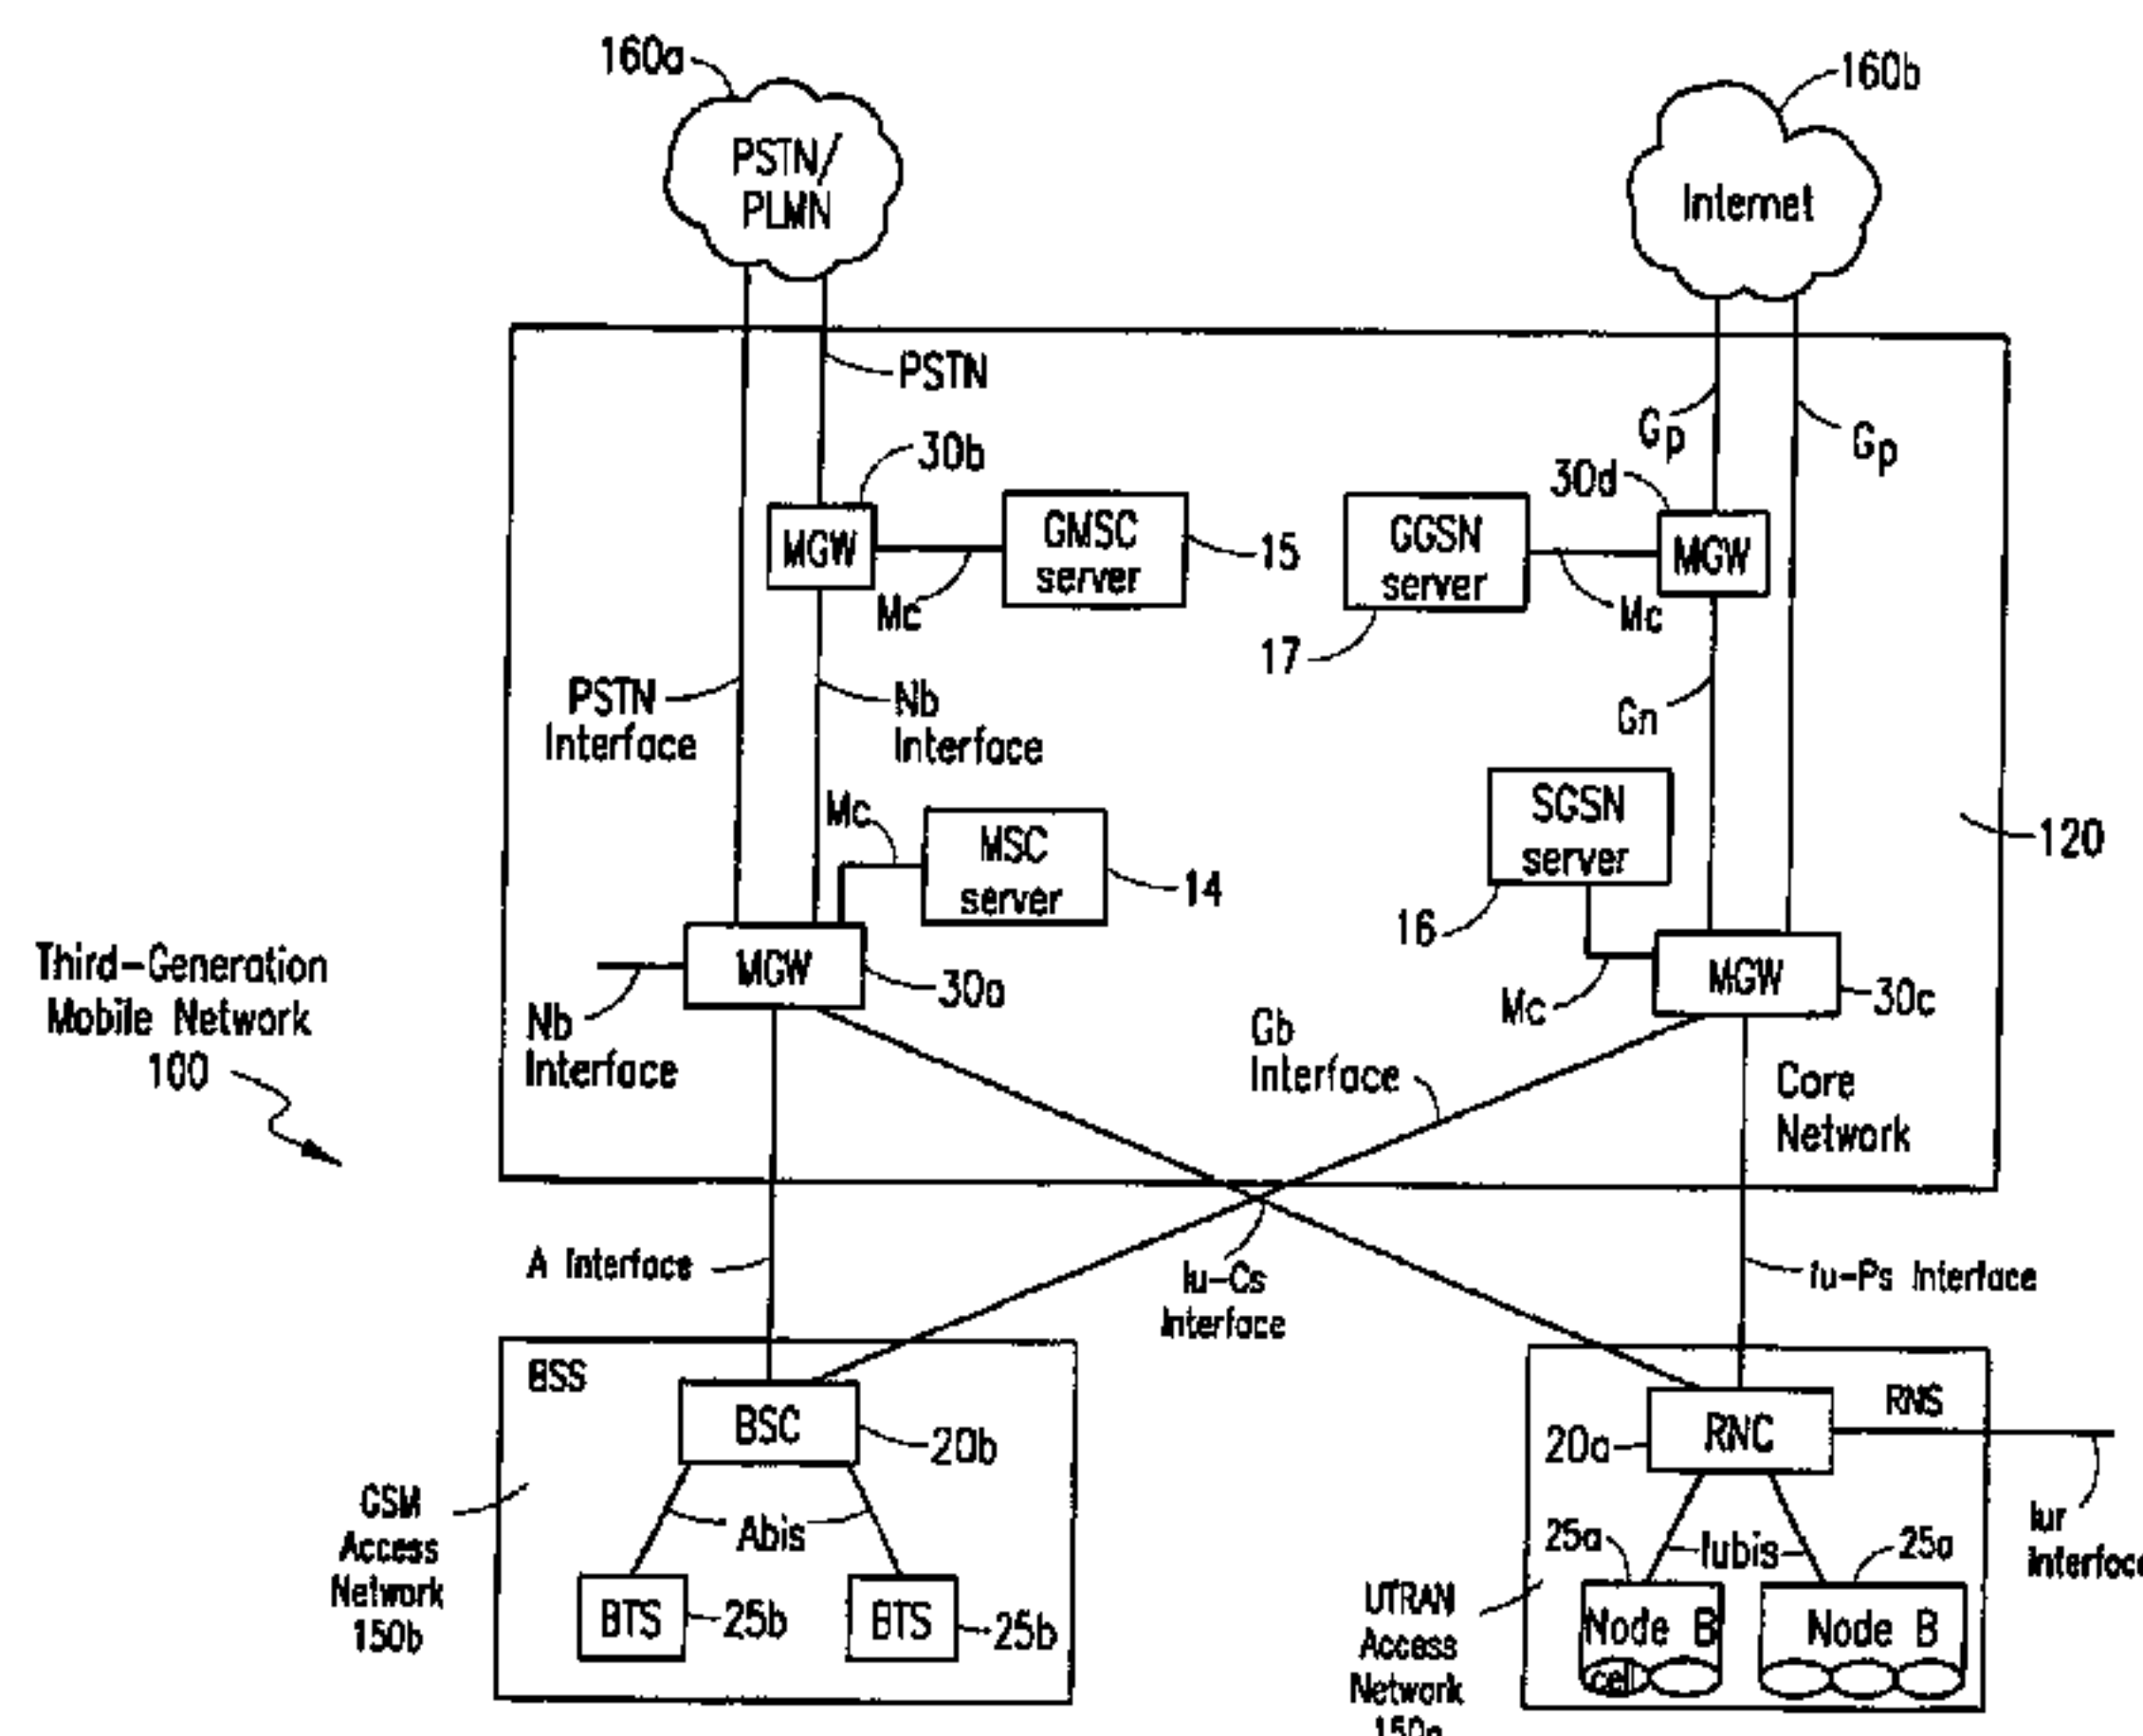 160a
160b
PSTN/
PLMN
Internet
PSTN
Gp
Gp
30b
30d
MGW
GMSC
server
15
GGSN
server
MGW
Mc
17
Mc
PSTN
Interface
Nb
Interface
Gn
Mc
MSC
server
14
SGSN
server
16
120
Third-Generation
Mobile Network
100
MGW
30a
Nb
Interface
Mc
MGW
30c
Gb
Interface
Core
Network
A Interface
Iu-Cs
Interface
Iu-Ps Interface
BSS
BSC
20b
GSM
Access
Network
150b
Abis
BTS
25b
BTS
25b
RNS
RNC
20a
Iur
Interface
25a
Iubis
25a
UTRAN
Access
Network
150a
Node B
cell
Node B